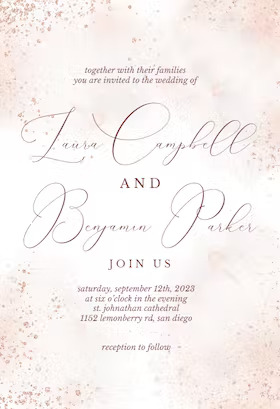 together with their families
you are invited to the wedding of
Laura Campbell
AND
Benjamin Parker
JOIN US
saturday, september 12th, 2023
at six o'clock in the evening
st. johnathan cathedral
1152 lemonberry rd, san diego
reception to follow